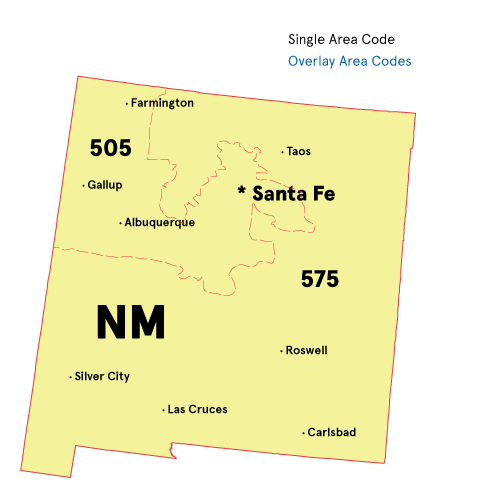 Single Area Code
Overlay Area Codes
Farmington
505
Taos
Gallup
* Santa Fe
Albuquerque
575
NM
Roswell
Silver City
Las Cruces
Carlsbad